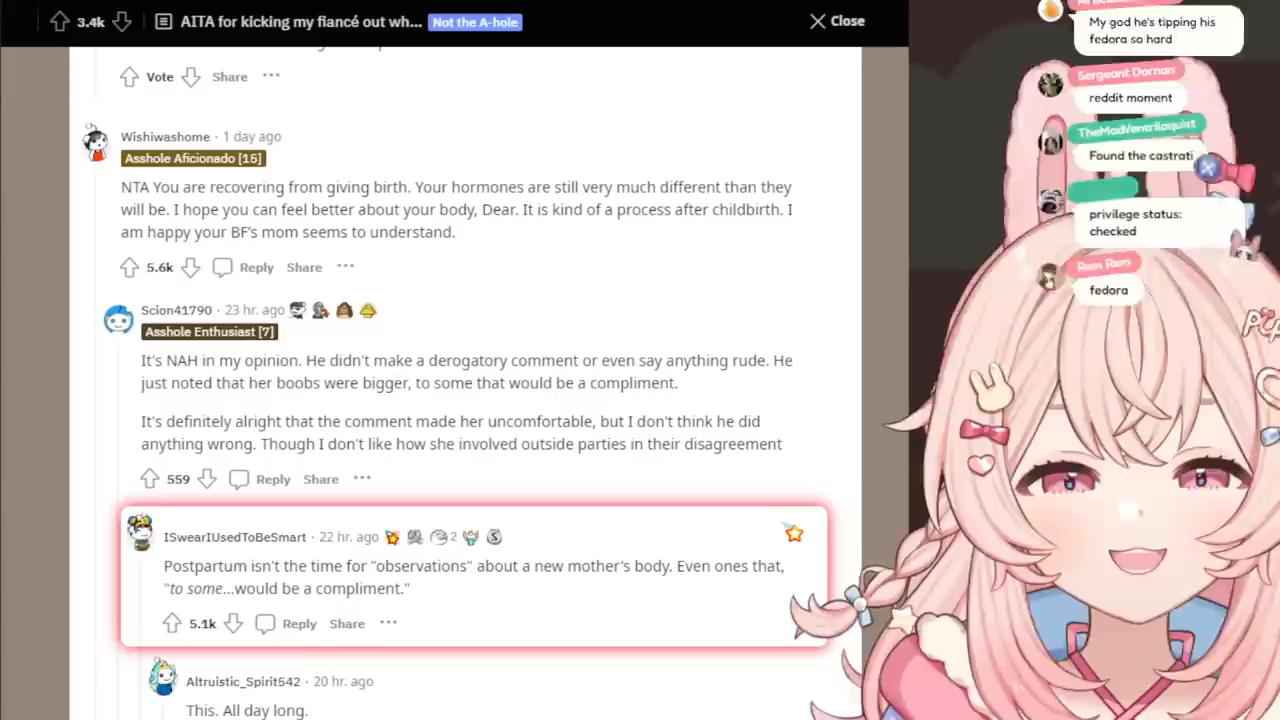 3.4k AITA for kicking my fiancé out wh... Not the A-hole Close
Vote Share ...
Wishiwashome · 1 day ago
Asshole Aficionado [15]
NTA You are recovering from giving birth. Your hormones are still very much different than they
will be. I hope you can feel better about your body, Dear. It is kind of a process after childbirth. I
am happy your BF's mom seems to understand.
5.6k Reply Share ...
Scion41790 · 23 hr. ago
Asshole Enthusiast [7]
It's NAH in my opinion. He didn't make a derogatory comment or even say anything rude. He
just noted that her boobs were bigger, to some that would be a compliment.
It's definitely alright that the comment made her uncomfortable, but I don't think he did
anything wrong. Though I don't like how she involved outside parties in their disagreement
559 Reply Share ...
ISwearIUsedToBeSmart · 22 hr. ago 2
Postpartum isn't the time for "observations" about a new mother's body. Even ones that,
"to some...would be a compliment."
5.1k Reply Share ...
Altruistic_Spirit542 · 20 hr. ago
This. All day long.
My god he's tipping his
fedora so hard
Sergeant Dornan
reddit moment
TheMadVentriloquist
Found the castrati
privilege status:
checked
Rem Rem
fedora